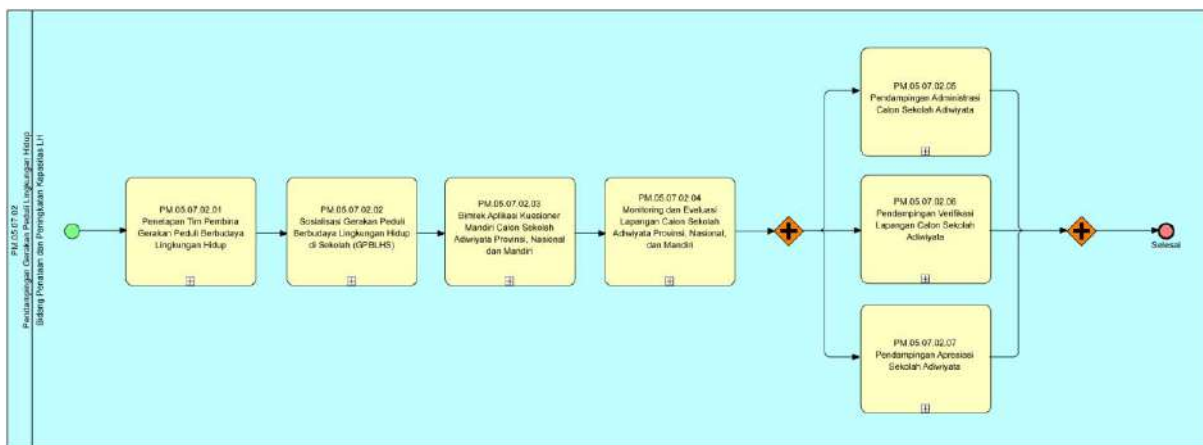 PM.05.07.02
Pendampingan Gerakan Peduli Lingkungan Hidup
Bidang Penataan dan Peningkatan Kapasitas LH
PM.05.07.02.01
Penetapan Tim Pembina
Gerakan Peduli Berbudaya
Lingkungan Hidup
PM.05.07.02.02
Sosialisasi Gerakan Peduli
Berbudaya Lingkungan Hidup
di Sekolah (GPBLHS)
PM.05.07.02.03
Bimtek Aplikasi Kuesioner
Mandiri Calon Sekolah
Adiwiyata Provinsi, Nasional
dan Mandiri
PM.05.07.02.04
Monitoring dan Evaluasi
Lapangan Calon Sekolah
Adiwiyata Provinsi, Nasional,
dan Mandiri
PM.05.07.02.05
Pendampingan Administrasi
Calon Sekolah Adiwiyata
PM.05.07.02.06
Pendampingan Verifikasi
Lapangan Calon Sekolah
Adiwiyata
PM.05.07.02.07
Pendampingan Apresiasi
Sekolah Adiwiyata
Selesai